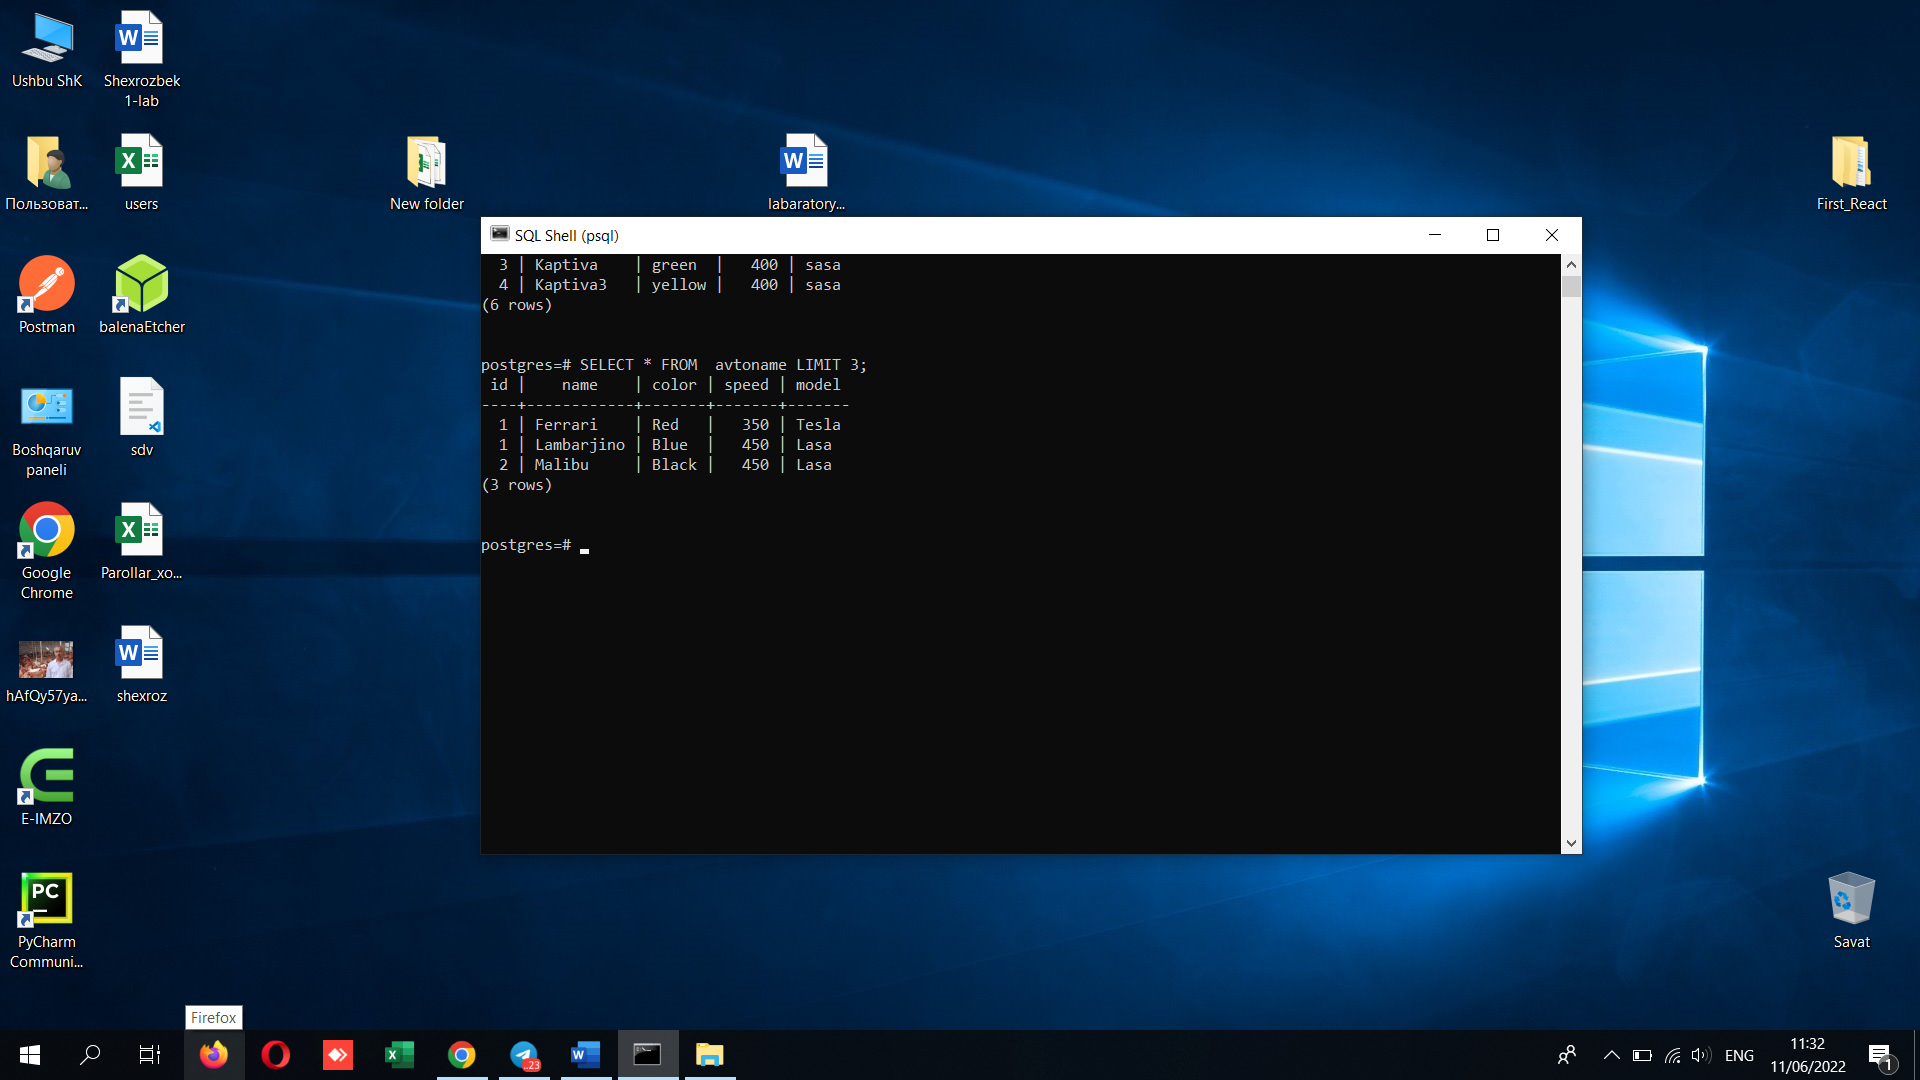 Ushbu ShK
Shexrozbek
1-lab
Пользоват...
users
New folder
labaratory...
First_React
Postman
balenaEtcher
Boshqaruv
paneli
sdv
Google
Chrome
Parollar_xo...
hAfQy57ya...
shexroz
E-IMZO
PC
PyCharm
Communi...
Savat
SQL Shell (psql)
3 | Kaptiva    | green  |   400 | sasa
4 | Kaptiva3   | yellow |   400 | sasa
(6 rows)
postgres=# SELECT * FROM  avtoname LIMIT 3;
id |    name    | color | speed | model
----+------------+-------+-------+-------
1 | Ferrari    | Red   |   350 | Tesla
1 | Lambarjino | Blue  |   450 | Lasa
2 | Malibu     | Black |   450 | Lasa
(3 rows)
postgres=# _
Firefox
..23
ENG
11:32
11/06/2022
1